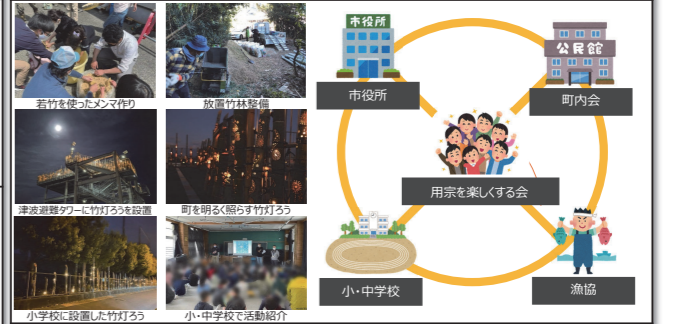 若竹を使ったメンマ作り
放置竹林整備
津波避難タワーに竹灯ろうを設置
町を明るく照らす竹灯ろう
小学校に設置した竹灯ろう
小・中学校で活動紹介
市役所
公民館
市役所
町内会
用宗を楽しくする会
小・中学校
漁協